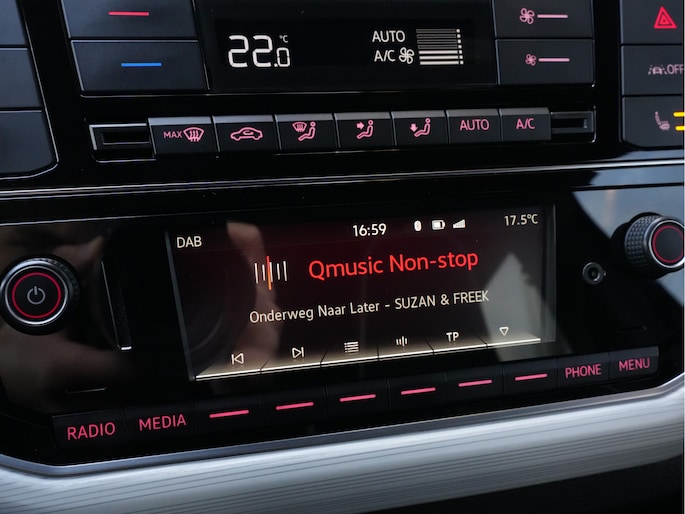 22.0 °C
AUTO
A/C
OFF
MAX
AUTO
A/C
DAB
16:59
17.5°C
Qmusic Non-stop
Onderweg Naar Later - SUZAN & FREEK
TP
RADIO
MEDIA
PHONE
MENU